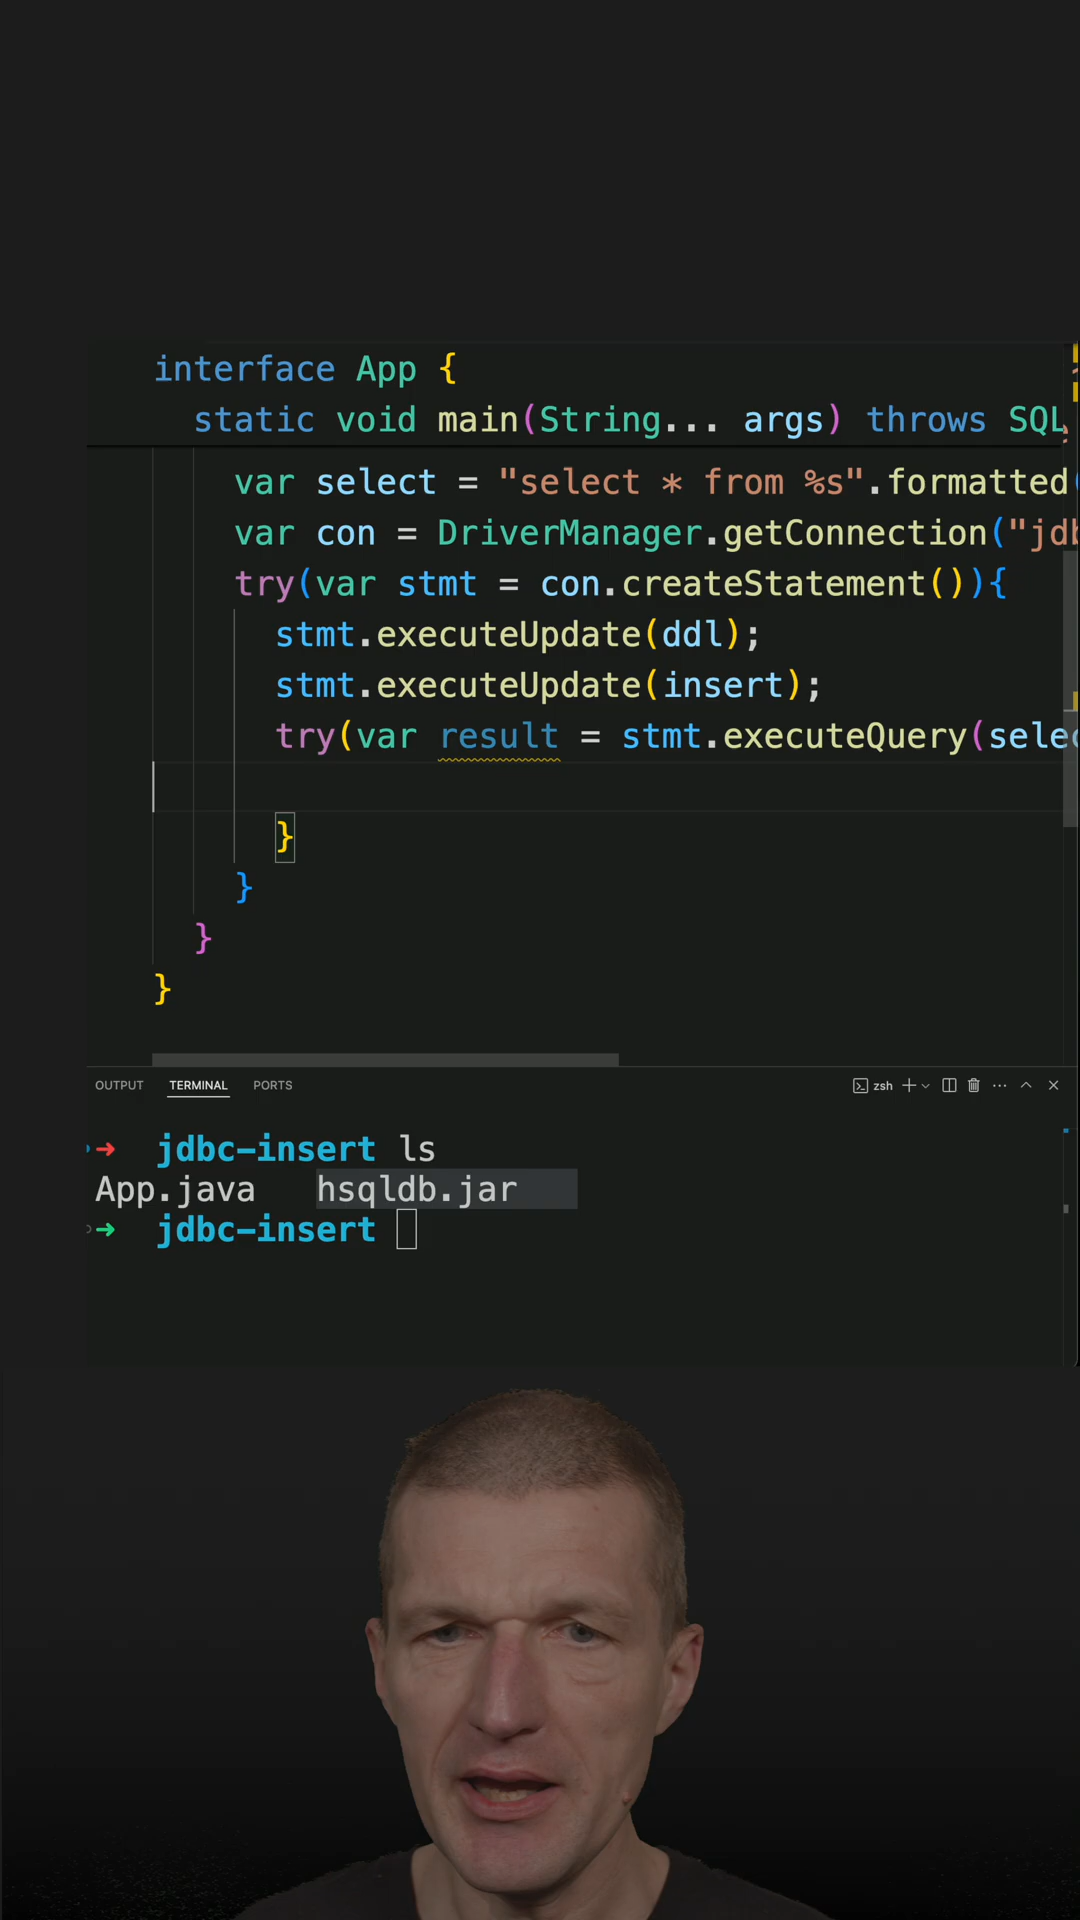 interface App {
static void main(String... args) throws SQL
var select = "select * from %s".formatted(
var con = DriverManager.getConnection("jdb
try(var stmt = con.createStatement()){
stmt.executeUpdate(ddl);
stmt.executeUpdate(insert);
try(var result = stmt.executeQuery(selec
}
}
}
}
OUTPUT TERMINAL PORTS zsh
→ jdbc-insert ls
App.java hsqldb.jar
→ jdbc-insert